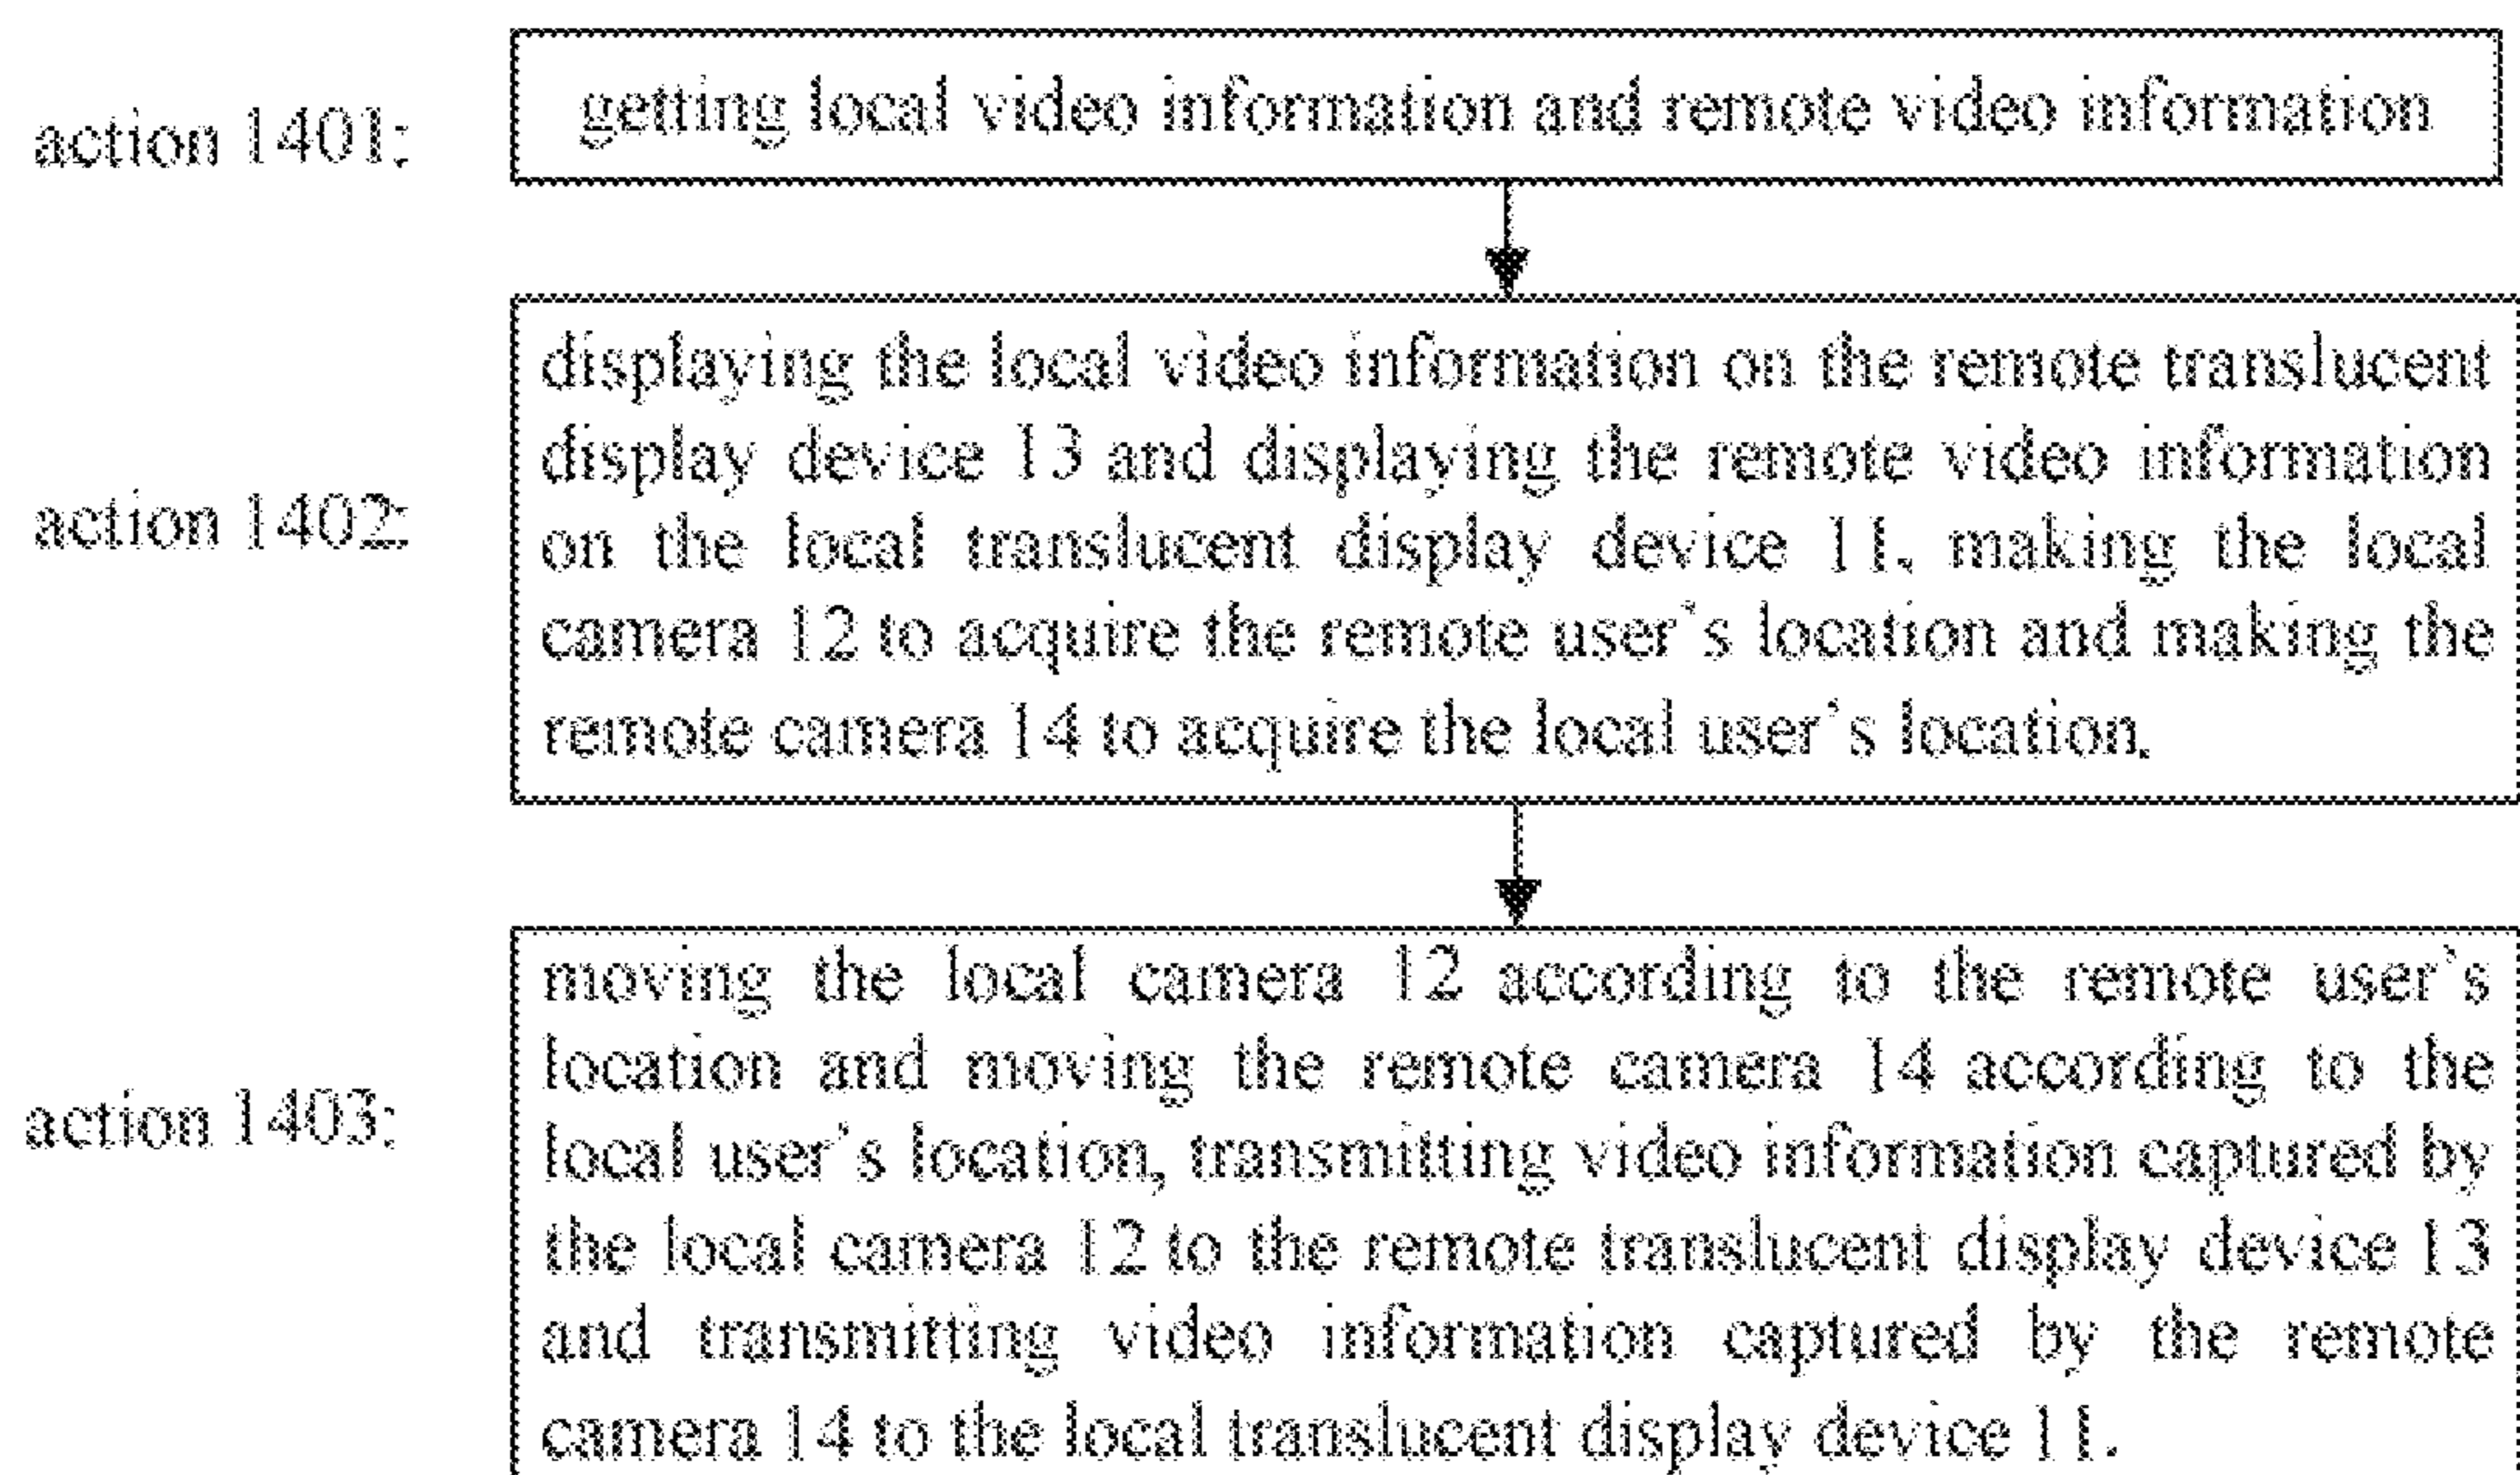 action 1401:
getting local video information and remote video information
action 1402:
displaying the local video information on the remote translucent
display device 13 and displaying the remote video information
on the local translucent display device 11, making the local
camera 12 to acquire the remote user's location and making the
remote camera 14 to acquire the local user's location.
action 1403:
moving the local camera 12 according to the remote user's
location and moving the remote camera 14 according to the
local user's location, transmitting video information captured by
the local camera 12 to the remote translucent display device 13
and transmitting video information captured by the remote
camera 14 to the local translucent display device 11.